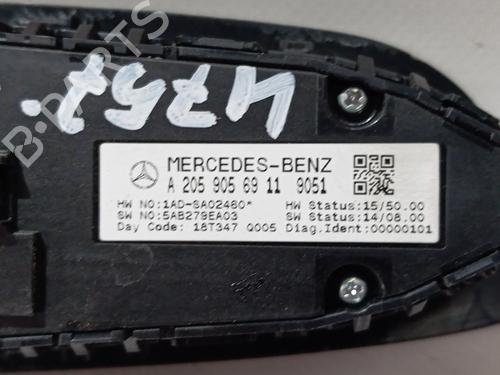 4757.
B-PARTS
MERCEDES-BENZ
A 205 905 69 11 9051
HW NO:1AD-SA02460* HW Status:15/50.00
SW NO:5AB279EA03 SW Status:14/08.00
Day Code: 18T347 Q005 Diag.Ident:00000101